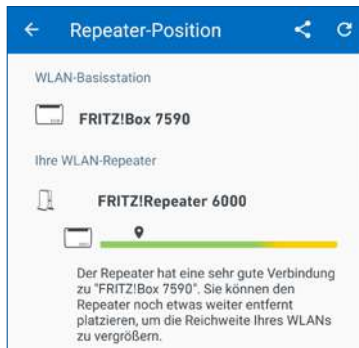 Repeater-Position
WLAN-Basisstation
FRITZ!Box 7590
Ihre WLAN-Repeater
FRITZ!Repeater 6000
Der Repeater hat eine sehr gute Verbindung
zu "FRITZ!Box 7590". Sie können den
Repeater noch etwas weiter entfernt
platzieren, um die Reichweite Ihres WLANs
zu vergrößern.